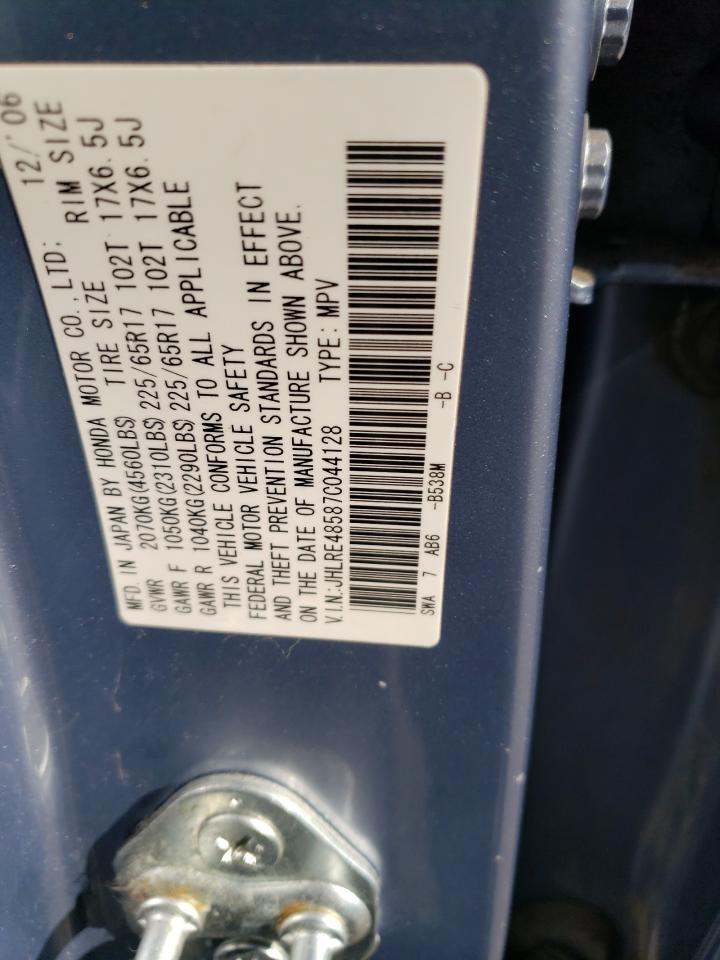 MFD. IN JAPAN BY HONDA MOTOR CO., LTD: 12/'06
TIRE SIZE RIM SIZE
GVWR 2070KG(4560LBS)
GAWR F 1050KG(2310LBS) 225/65R17 102T 17X6.5J
GAWR R 1040KG(2290LBS) 225/65R17 102T 17X6.5J
THIS VEHICLE CONFORMS TO ALL APPLICABLE
FEDERAL MOTOR VEHICLE SAFETY
AND THEFT PREVENTION STANDARDS IN EFFECT
ON THE DATE OF MANUFACTURE SHOWN ABOVE.
V.I.N.:JHLRE48587C044128 TYPE: MPV
SWA 7 AB6 -B538M -B -C